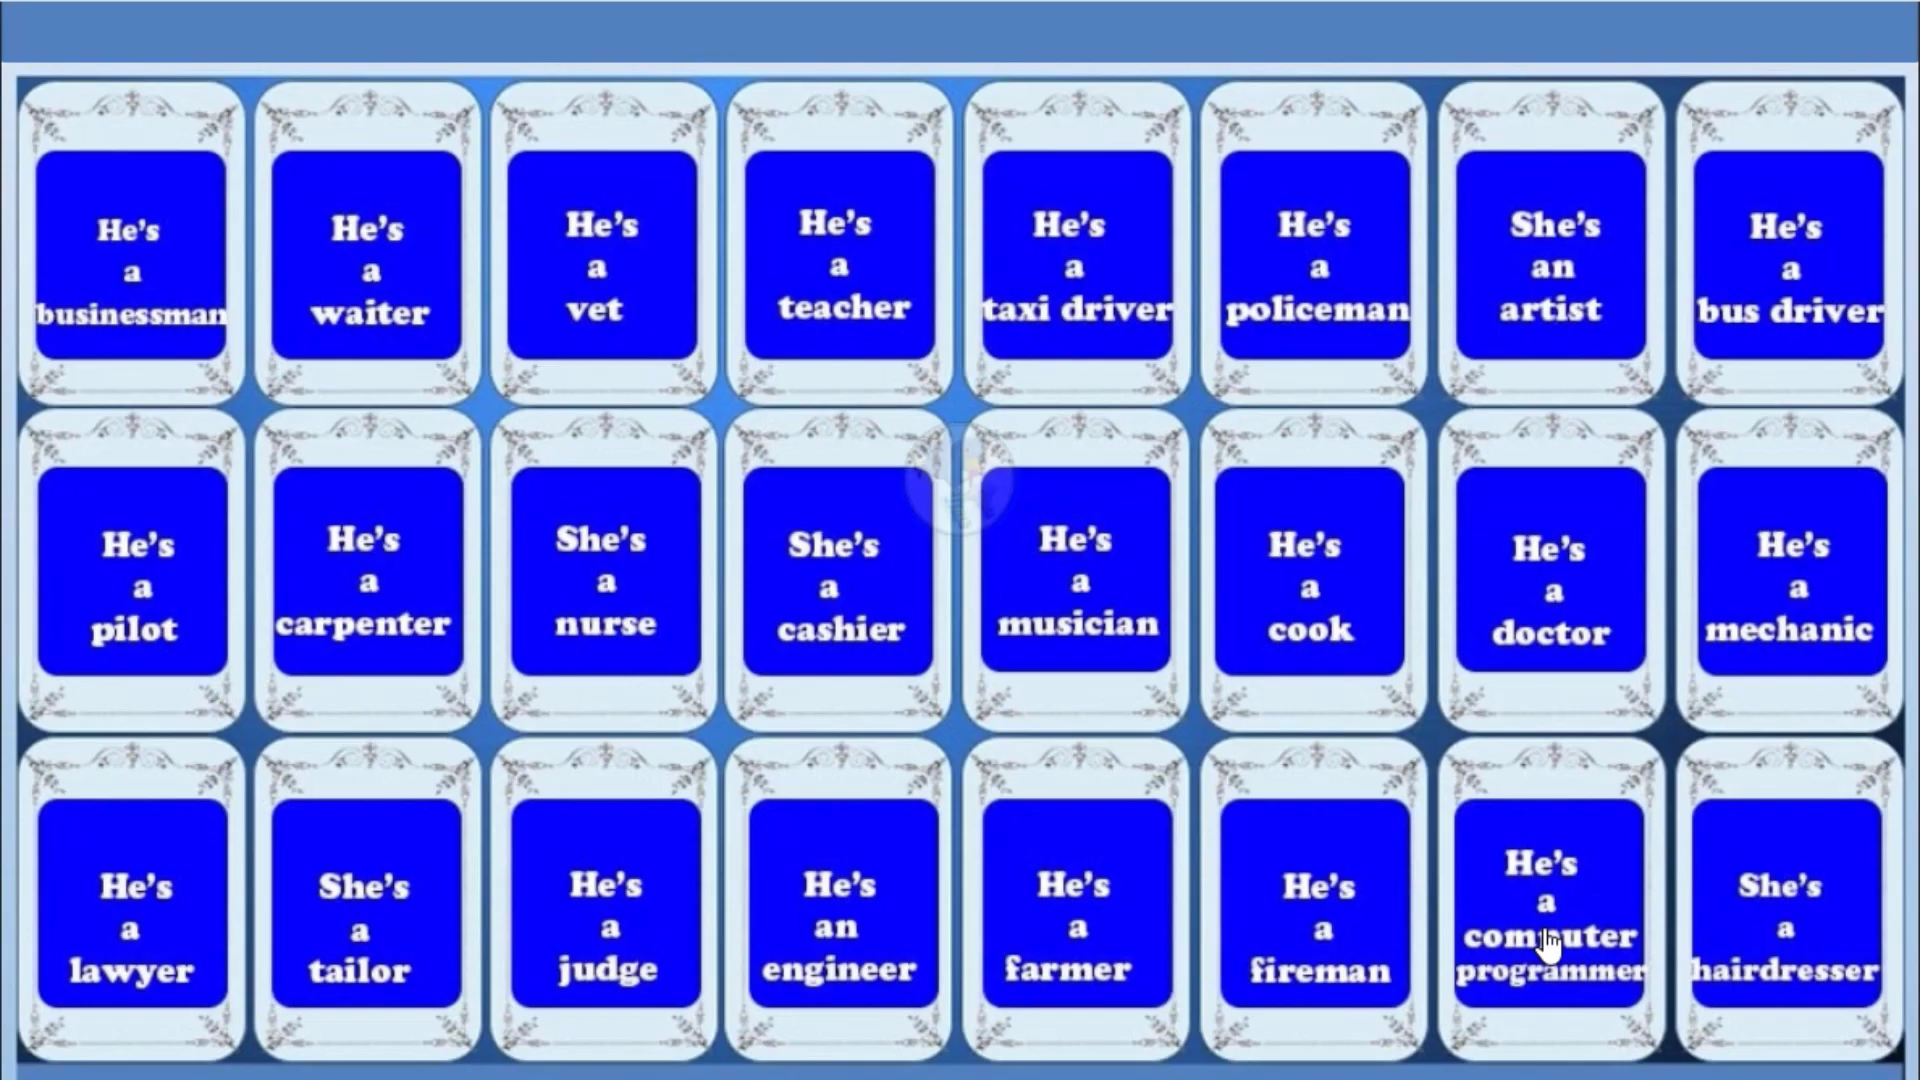 He's
a
businessman
He's
a
waiter
He's
a
vet
He's
a
teacher
He's
a
taxi driver
He's
a
policeman
She's
an
artist
He's
a
bus driver
He's
a
pilot
He's
a
carpenter
She's
a
nurse
She's
a
cashier
He's
a
musician
He's
a
cook
He's
a
doctor
He's
a
mechanic
He's
a
lawyer
She's
a
tailor
He's
a
judge
He's
an
engineer
He's
a
farmer
He's
a
fireman
He's
a
computer
programmer
She's
a
hairdresser